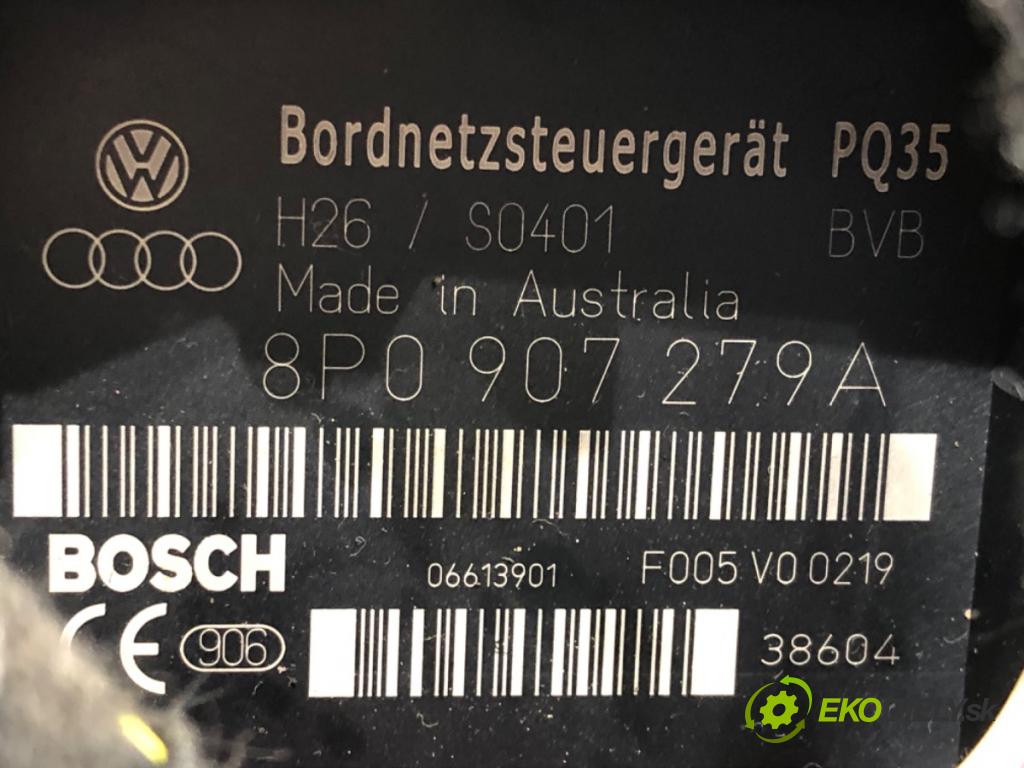 Bordnetzsteuergerät PQ35
H26 / S0401 BVB
Made in Australia
8P0 907 279A
BOSCH 06613901 F005 V0 0219
CE 906 38604
EKO